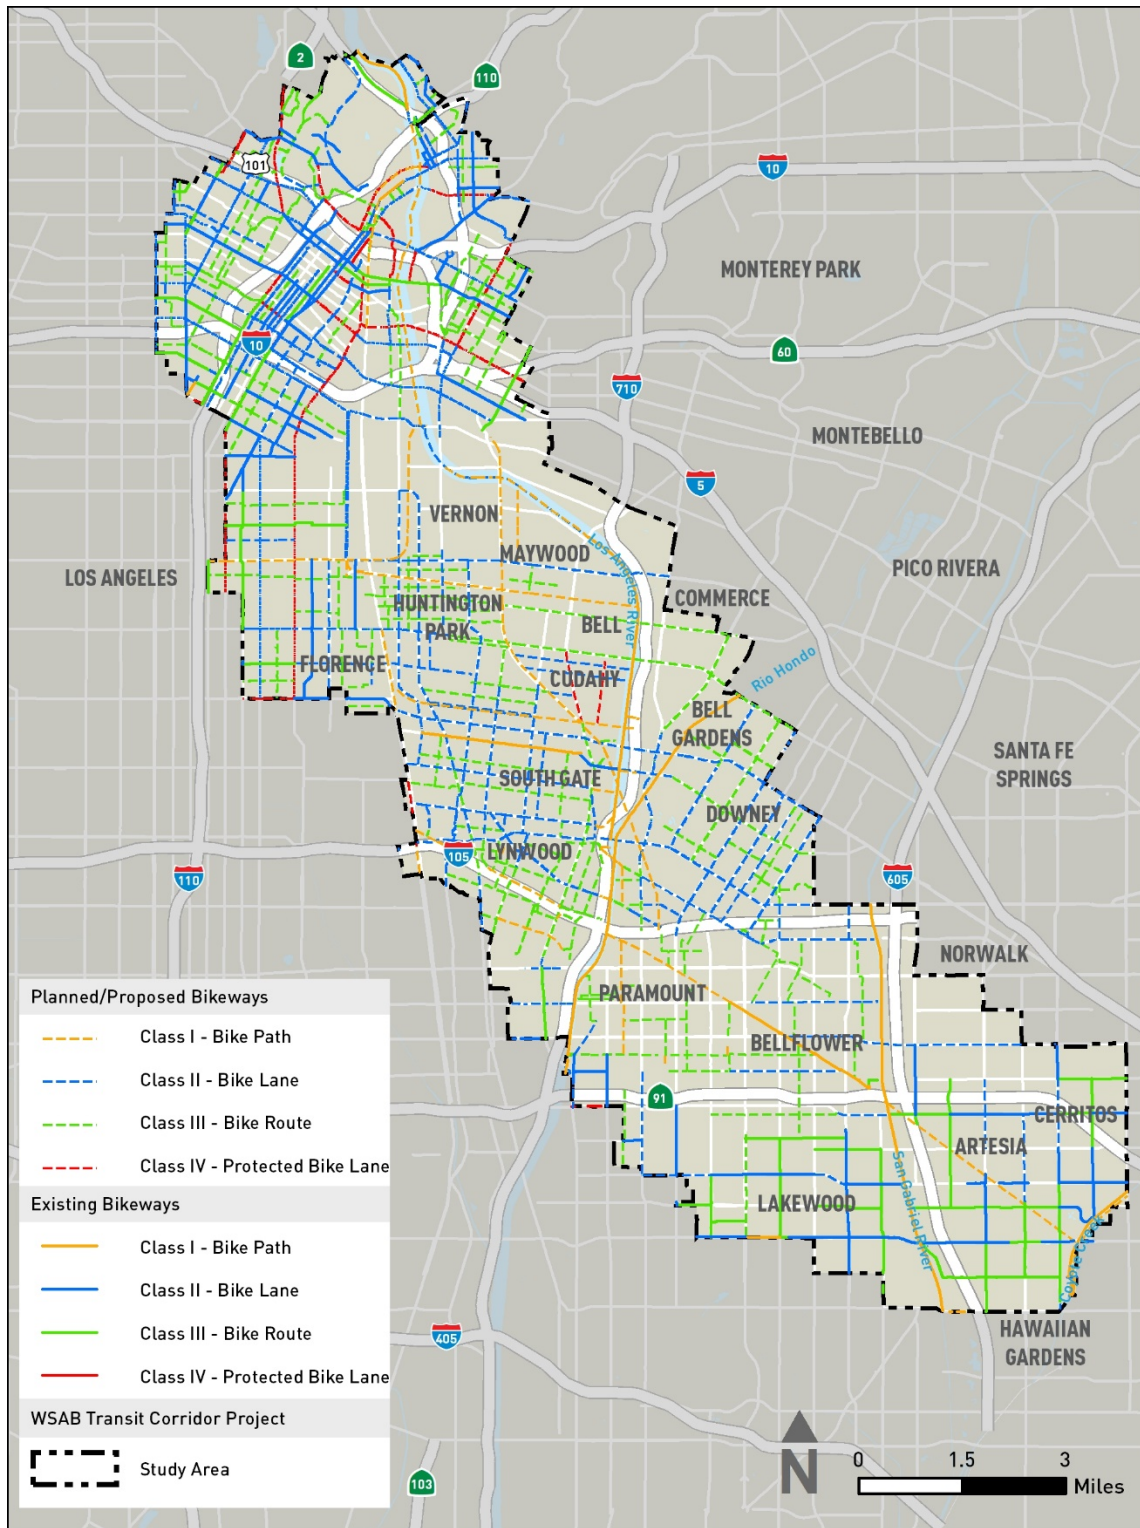 2
110
101
10
MONTEREY PARK
60
10
710
MONTEBELLO
5
VERNON
MAYWOOD
Los Angeles River
LOS ANGELES
PICO RIVERA
COMMERCE
HUNTINGTON
PARK
BELL
FLORENCE
CUDAHY
Rio Hondo
BELL
GARDENS
SANTA FE
SPRINGS
SOUTH GATE
DOWNEY
LYNWOOD
105
110
605
NORWALK
PARAMOUNT
BELLFLOWER
91
CERRITOS
ARTESIA
LAKEWOOD
San Gabriel River
Coyote Creek
HAWAIIAN
GARDENS
405
103
Planned/Proposed Bikeways
Class I - Bike Path
Class II - Bike Lane
Class III - Bike Route
Class IV - Protected Bike Lane
Existing Bikeways
Class I - Bike Path
Class II - Bike Lane
Class III - Bike Route
Class IV - Protected Bike Lane
WSAB Transit Corridor Project
Study Area
N
0 1.5 3
Miles